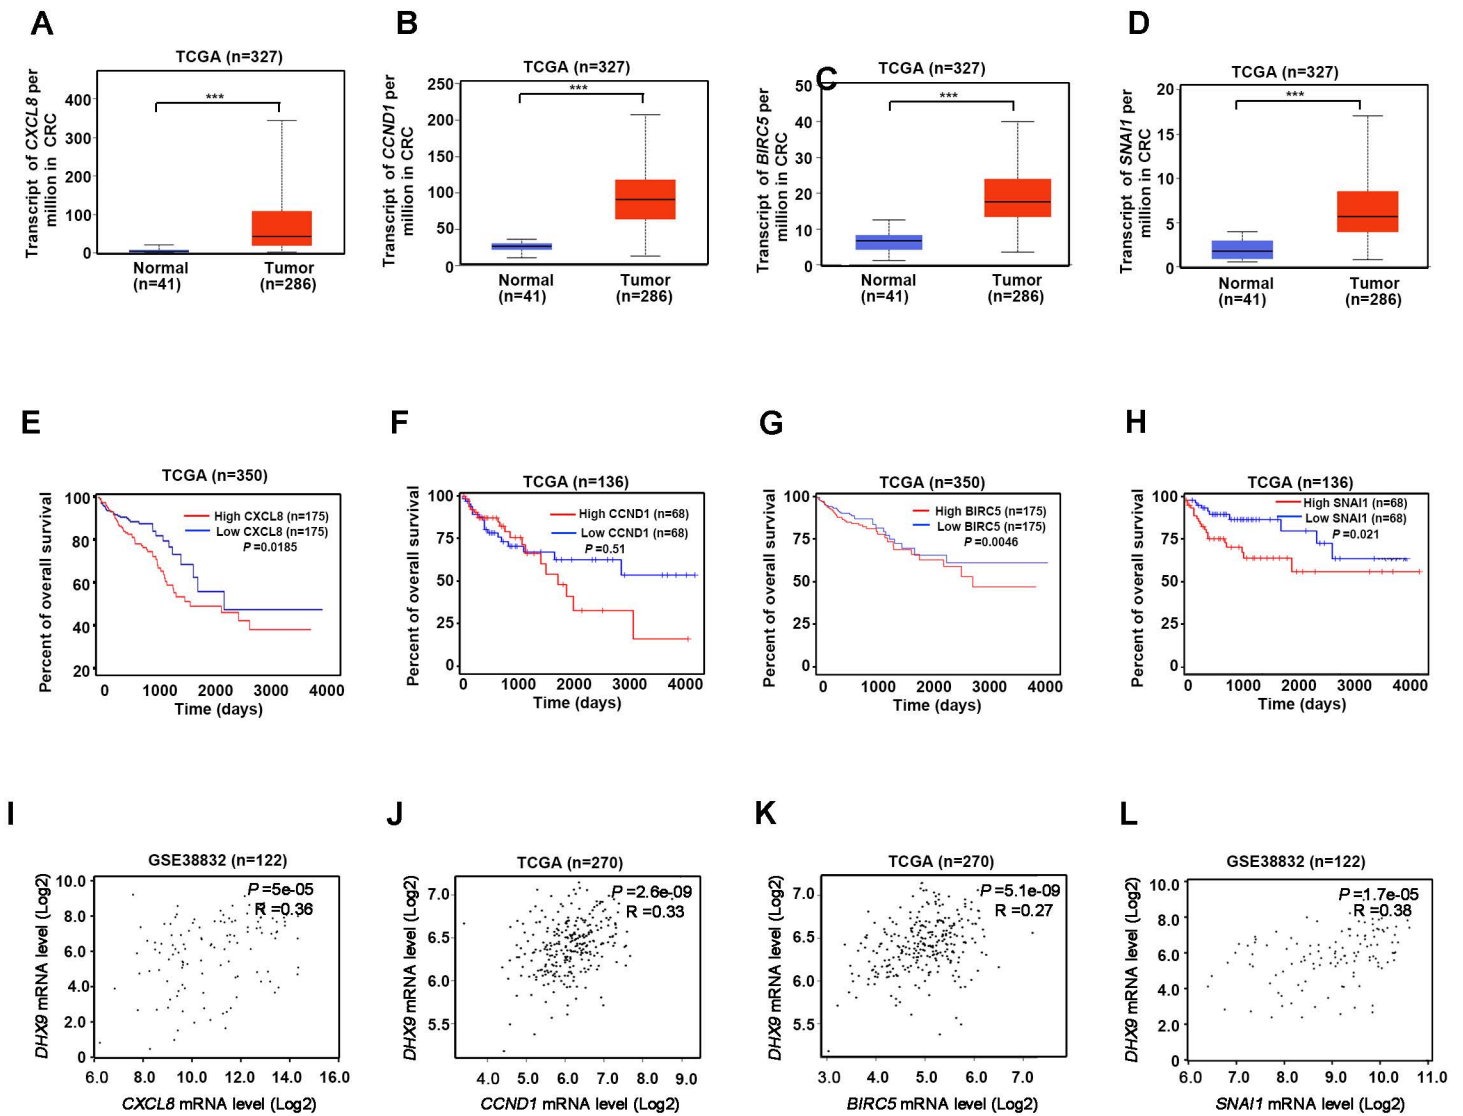 A
TCGA (n=327)
Transcript of CXCL8 per
million in CRC
400
300
200
100
0
***
Normal
(n=41)
Tumor
(n=286)
B
TCGA (n=327)
Transcript of CCND1 per
million in CRC
250
200
150
100
50
0
***
Normal
(n=41)
Tumor
(n=286)
C
TCGA (n=327)
Transcript of BIRC5 per
million in CRC
50
40
30
20
10
0
***
Normal
(n=41)
Tumor
(n=286)
D
TCGA (n=327)
Transcript of SNAI1 per
million in CRC
20
15
10
5
0
***
Normal
(n=41)
Tumor
(n=286)
E
TCGA (n=350)
Percent of overall survival
100
80
60
40
20
High CXCL8 (n=175)
Low CXCL8 (n=175)
P =0.0185
0 1000 2000 3000 4000
Time (days)
F
TCGA (n=136)
Percent of overall survival
100
75
50
25
0
High CCND1 (n=68)
Low CCND1 (n=68)
P =0.51
0 1000 2000 3000 4000
Time (days)
G
TCGA (n=350)
Percent of overall survival
100
75
50
25
0
High BIRC5 (n=175)
Low BIRC5 (n=175)
P =0.0046
0 1000 2000 3000 4000
Time (days)
H
TCGA (n=136)
Percent of overall survival
100
75
50
25
0
High SNAI1 (n=68)
Low SNAI1 (n=68)
P =0.021
0 1000 2000 3000 4000
Time (days)
I
GSE38832 (n=122)
DHX9 mRNA level (Log2)
10.0
8.0
6.0
4.0
2.0
0
P =5e-05
R =0.36
6.0 8.0 10.0 12.0 14.0 16.0
CXCL8 mRNA level (Log2)
J
TCGA (n=270)
DHX9 mRNA level (Log2)
7.0
6.5
6.0
5.5
P =2.6e-09
R =0.33
4.0 5.0 6.0 7.0 8.0 9.0
CCND1 mRNA level (Log2)
K
TCGA (n=270)
DHX9 mRNA level (Log2)
7.0
6.5
6.0
5.5
P =5.1e-09
R =0.27
3.0 4.0 5.0 6.0 7.0
BIRC5 mRNA level (Log2)
L
GSE38832 (n=122)
DHX9 mRNA level (Log2)
10.0
8.0
6.0
4.0
2.0
0
P =1.7e-05
R =0.38
6.0 7.0 8.0 9.0 10.0 11.0
SNAI1 mRNA level (Log2)